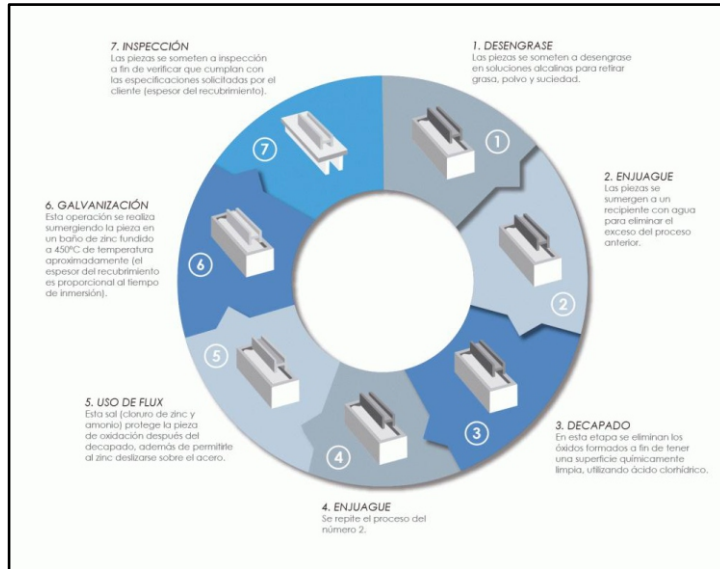 1. DESENGRASE
Las piezas se someten a desengrase
en soluciones alcalinas para retirar
grasa, polvo y suciedad.
2. ENJUAGUE
Las piezas se
sumergen a un
recipiente con agua
para eliminar el
exceso del proceso
anterior.
3. DECAPADO
En esta etapa se eliminan los
óxidos formados a fin de tener
una superficie químicamente
limpia, utilizando ácido clorhídrico.
4. ENJUAGUE
Se repite el proceso del
número 2.
5. USO DE FLUX
Esta sal (cloruro de zinc y
amonio) protege la pieza
de oxidación después del
decapado, además de permitirle
al zinc deslizarse sobre el acero.
6. GALVANIZACIÓN
Esta operación se realiza
sumergiendo la pieza en
un baño de zinc fundido
a 450°C de temperatura
aproximadamente (el
espesor del recubrimiento
es proporcional al tiempo
de inmersión).
7. INSPECCIÓN
Las piezas se someten a inspección
a fin de verificar que cumplan con
las especificaciones solicitadas por el
cliente (espesor del recubrimiento).
1
2
3
4
5
6
7